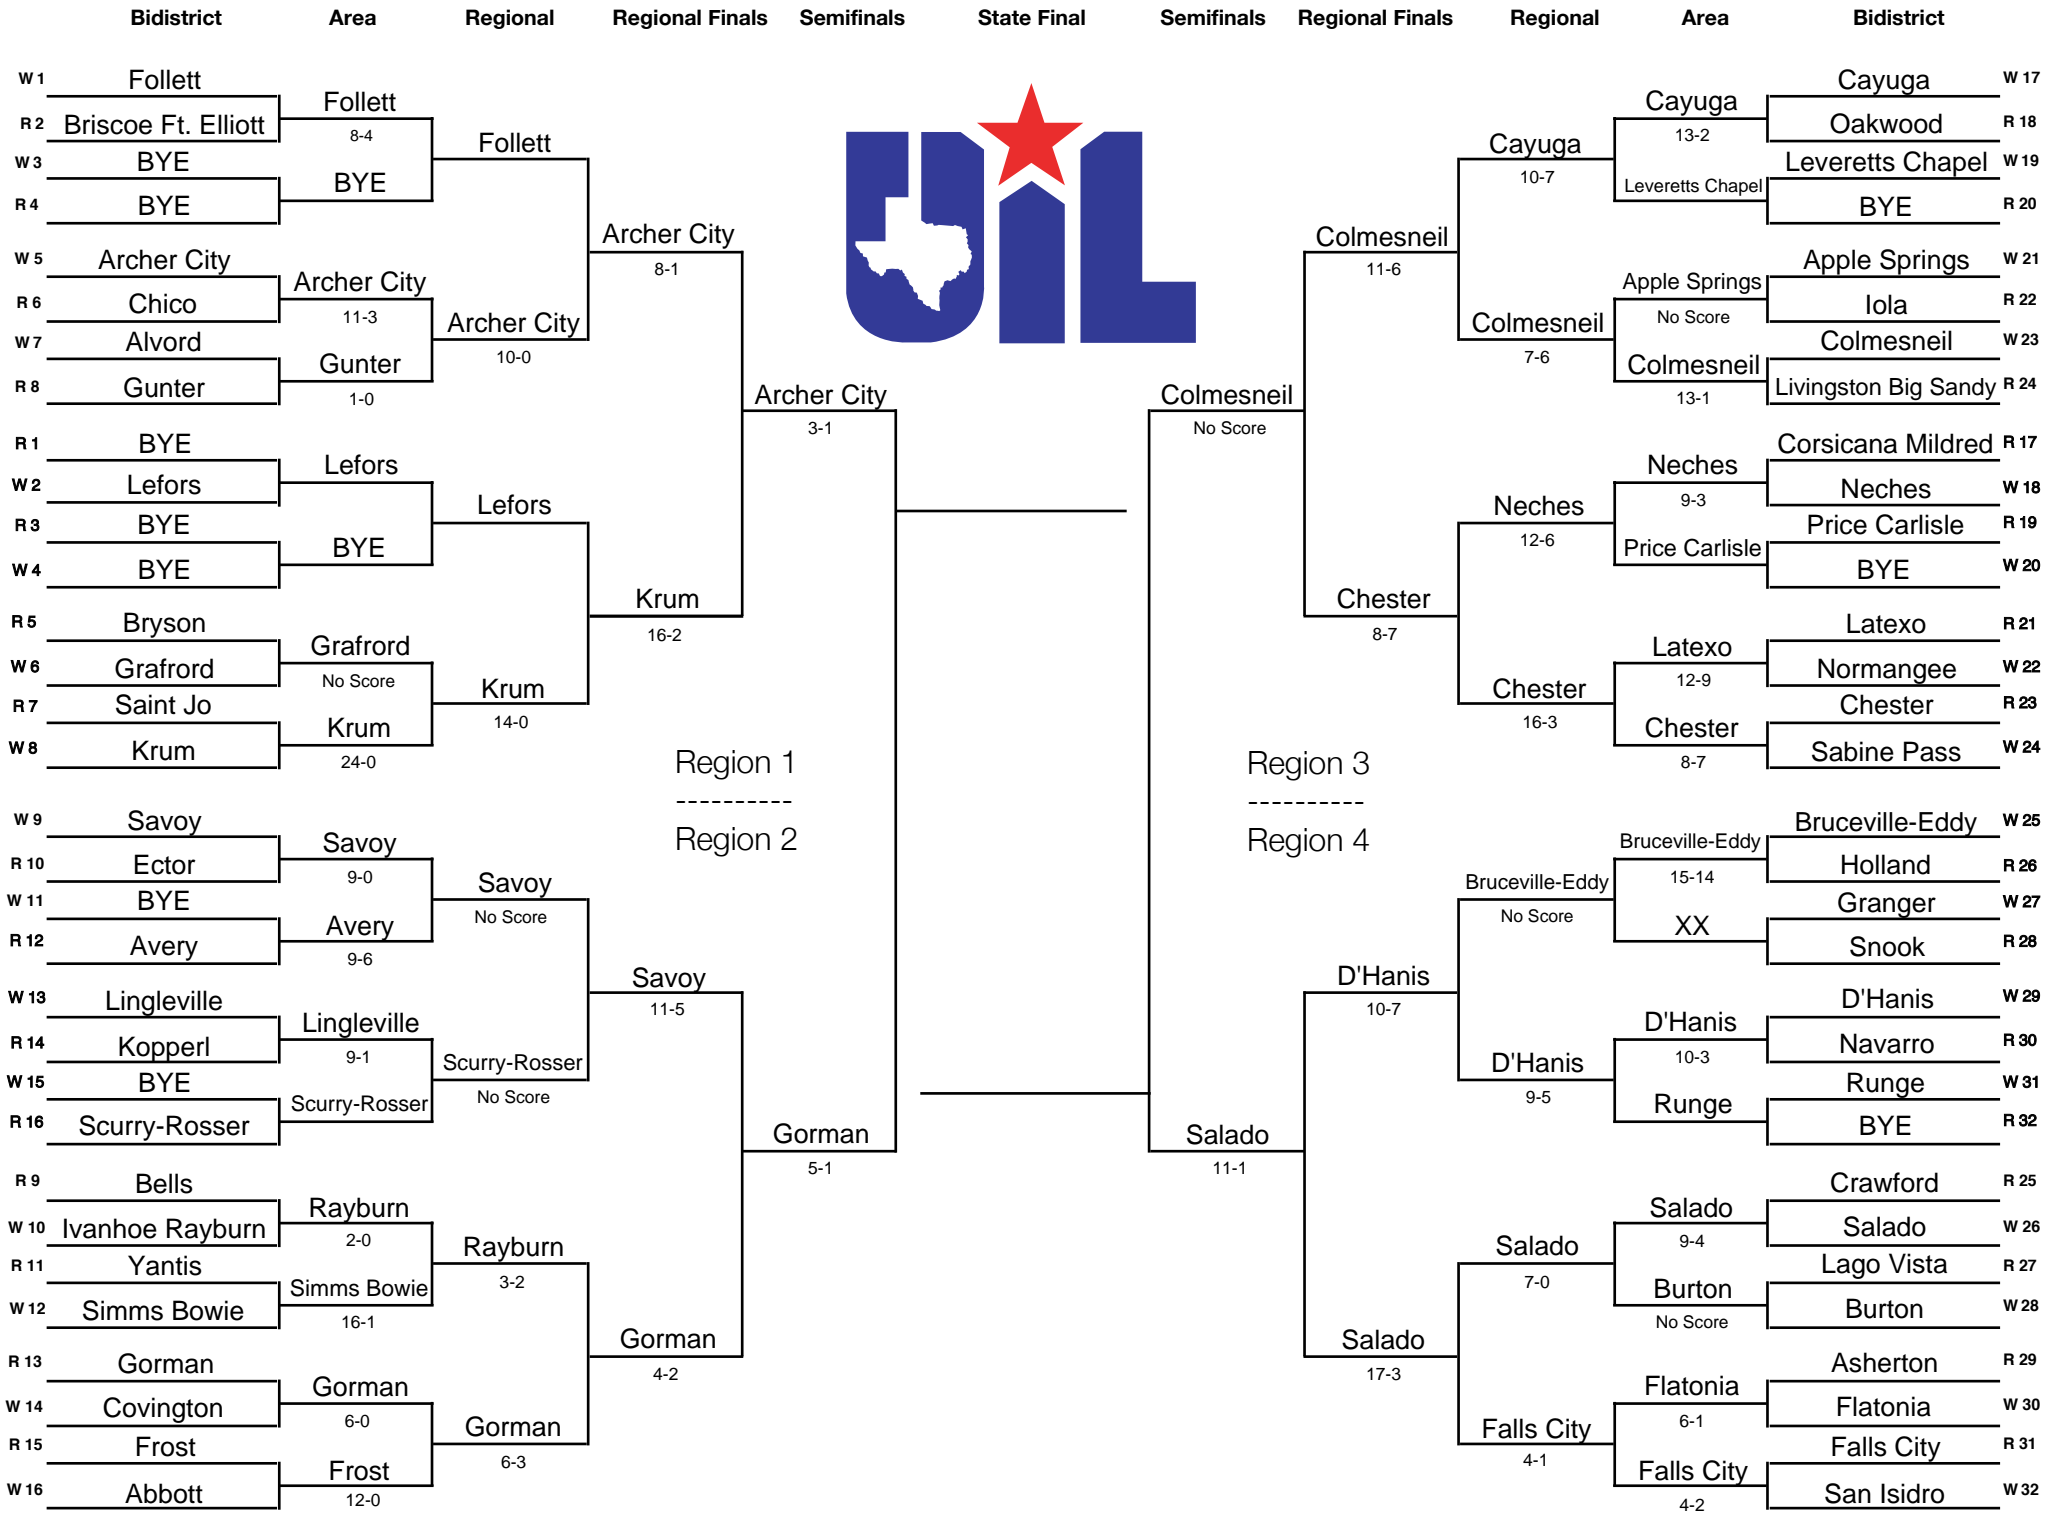 Bidistrict Area Regional Regional Finals Semifinals State Final Semifinals Regional Finals Regional Area Bidistrict
W 1 Follett
R 2 Briscoe Ft. Elliott
W 3 BYE
R 4 BYE
W 5 Archer City
R 6 Chico
W 7 Alvord
R 8 Gunter
R 1 BYE
W 2 Lefors
R 3 BYE
W 4 BYE
R 5 Bryson
W 6 Graford
R 7 Saint Jo
W 8 Krum
W 9 Savoy
R 10 Ector
W 11 BYE
R 12 Avery
W 13 Lingleville
R 14 Kopperl
W 15 BYE
R 16 Scurry-Rosser
R 9 Bells
W 10 Ivanhoe Rayburn
R 11 Yantis
W 12 Simms Bowie
R 13 Gorman
W 14 Covington
R 15 Frost
W 16 Abbott
Follett
8-4
BYE
Archer City
11-3
Gunter
1-0
Lefors
BYE
Grafrord
No Score
Krum
24-0
Savoy
9-0
Avery
9-6
Lingleville
9-1
Scurry-Rosser
Rayburn
2-0
Simms Bowie
16-1
Gorman
6-0
Frost
12-0
Follett
Archer City
10-0
Lefors
Krum
14-0
Savoy
No Score
Scurry-Rosser
No Score
Rayburn
3-2
Gorman
6-3
Archer City
8-1
Krum
16-2
Region 1
----------
Region 2
Savoy
11-5
Gorman
4-2
Archer City
3-1
Gorman
5-1
UIL
Colmesneil
No Score
Salado
11-1
Colmesneil
11-6
Chester
8-7
Region 3
----------
Region 4
D'Hanis
10-7
Salado
17-3
Cayuga
10-7
Colmesneil
7-6
Neches
12-6
Chester
16-3
Bruceville-Eddy
No Score
D'Hanis
9-5
Salado
7-0
Falls City
4-1
Cayuga
13-2
Leveretts Chapel
Apple Springs
No Score
Colmesneil
13-1
Neches
9-3
Price Carlisle
Latexo
12-9
Chester
8-7
Bruceville-Eddy
15-14
XX
D'Hanis
10-3
Runge
Salado
9-4
Burton
No Score
Flatonia
6-1
Falls City
4-2
Cayuga W 17
Oakwood R 18
Leveretts Chapel W 19
BYE R 20
Apple Springs W 21
Iola R 22
Colmesneil W 23
Livingston Big Sandy R 24
Corsicana Mildred R 17
Neches W 18
Price Carlisle R 19
BYE W 20
Latexo R 21
Normangee W 22
Chester R 23
Sabine Pass W 24
Bruceville-Eddy W 25
Holland R 26
Granger W 27
Snook R 28
D'Hanis W 29
Navarro R 30
Runge W 31
BYE R 32
Crawford R 25
Salado W 26
Lago Vista R 27
Burton W 28
Asherton R 29
Flatonia W 30
Falls City R 31
San Isidro W 32